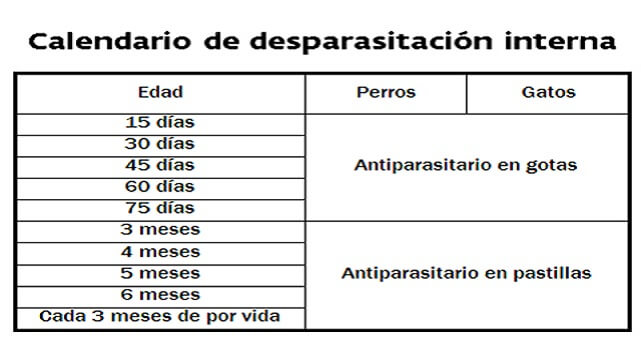 Calendario de desparasitación interna
Edad Perros Gatos
15 días
30 días
45 días
60 días
75 días
Antiparasitario en gotas
3 meses
4 meses
5 meses
6 meses
Cada 3 meses de por vida
Antiparasitario en pastillas